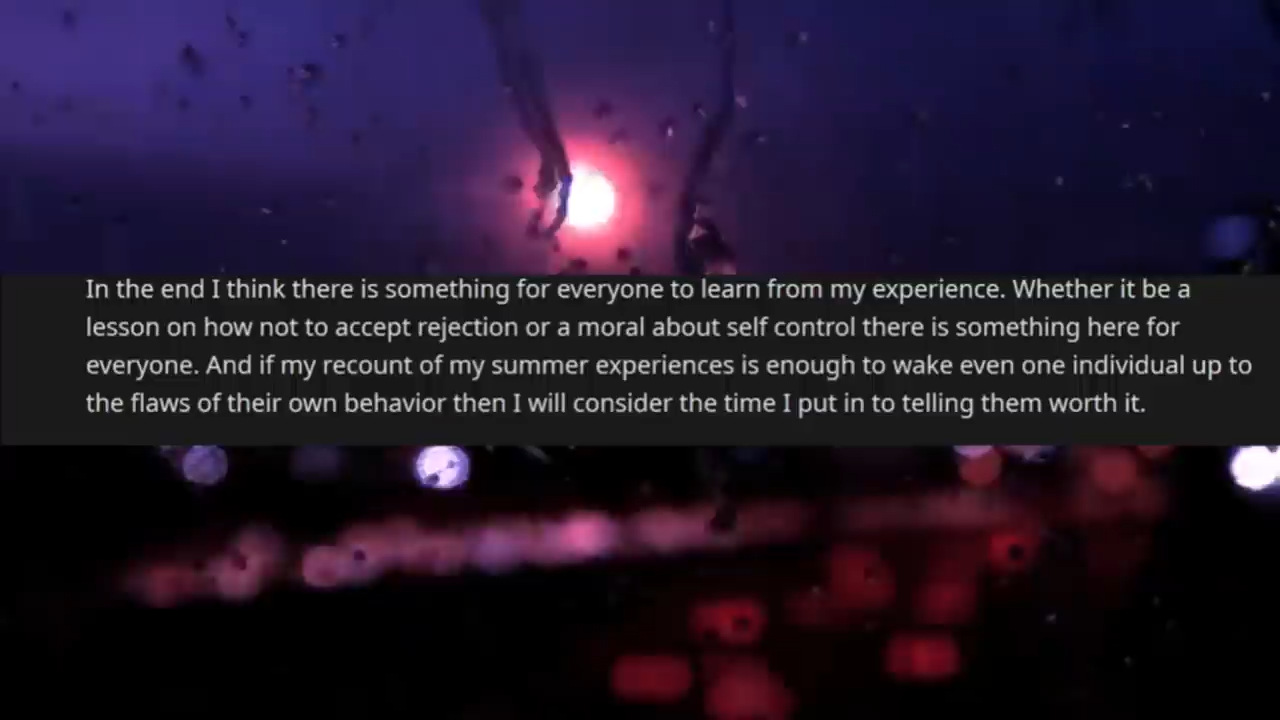 In the end I think there is something for everyone to learn from my experience. Whether it be a
lesson on how not to accept rejection or a moral about self control there is something here for
everyone. And if my recount of my summer experiences is enough to wake even one individual up to
the flaws of their own behavior then I will consider the time I put in to telling them worth it.